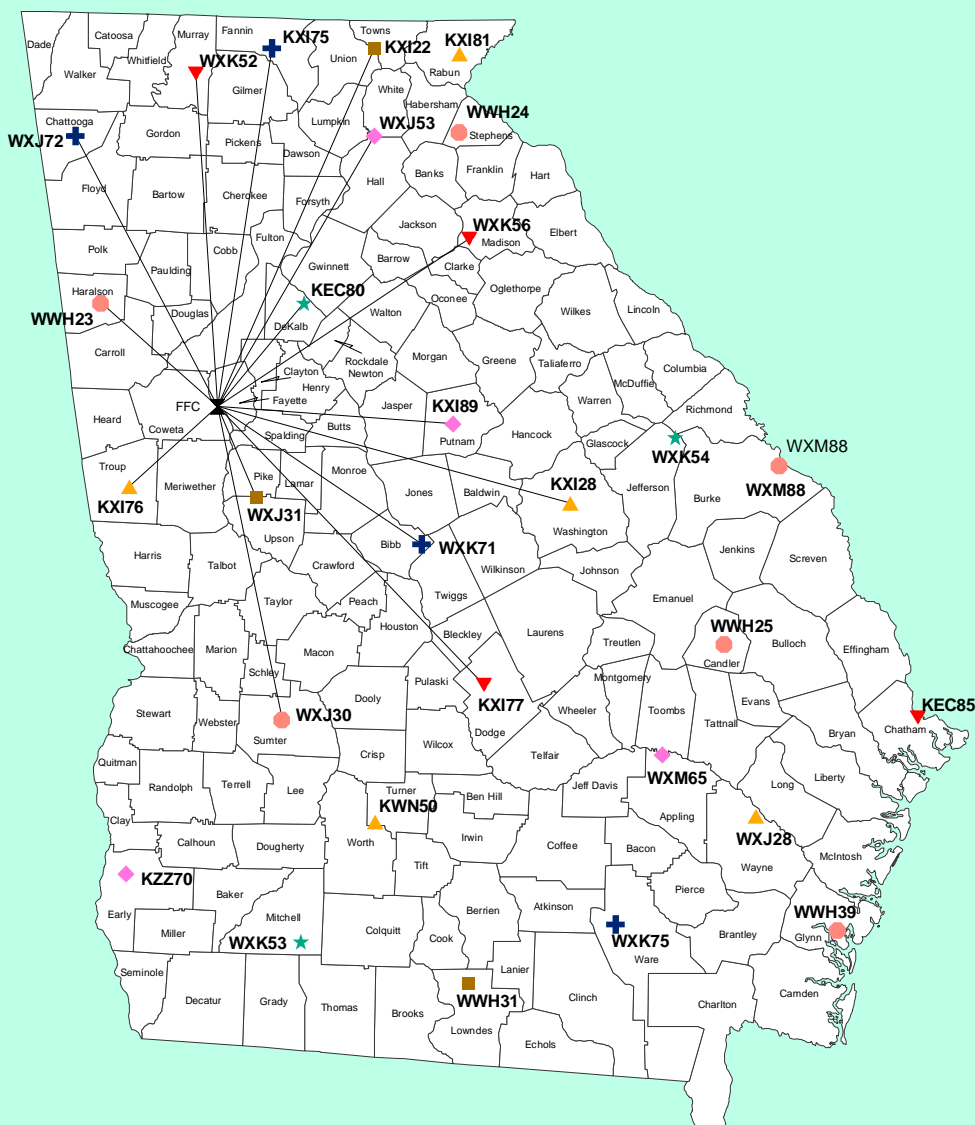 Towns
Fannin
KXI75
KXI22
KXI81
Murray
Catoosa
Dade
Union
WXK52
Whitfield
Walker
Rabun
Gilmer
White
Habersham
WWH24
Chattooga
Lumpkin
WXJ53
Gordon
Stephens
WXJ72
Pickens
Dawson
Franklin
Banks
Hart
Hall
Floyd
Bartow
Cherokee
Forsyth
Jackson
WXK56
Elbert
Fulton
Madison
Polk
Cobb
Barrow
Gwinnett
Clarke
Paulding
Oglethorpe
KEC80
Haralson
Oconee
WWH23
Douglas
Walton
Wilkes
Lincoln
DeKalb
Carroll
Rockdale
Newton
Morgan
Greene
Taliaferro
Columbia
Clayton
McDuffie
Henry
Fayette
Warren
FFC
Jasper
KXI89
Richmond
Heard
Coweta
Butts
Spalding
Hancock
Putnam
Glascock
WXM88
WXK54
Troup
Monroe
Pike
Lamar
KXI28
Meriwether
Jones
Baldwin
Jefferson
WXM88
Burke
KXI76
WXJ31
Upson
Washington
Bibb
WXK71
Harris
Talbot
Crawford
Wilkinson
Johnson
Jenkins
Screven
Twiggs
Emanuel
Muscogee
Taylor
Peach
Houston
WWH25
Bleckley
Laurens
Treutlen
Bulloch
Chattahoochee
Marion
Macon
Effingham
Candler
Schley
Pulaski
Montgomery
Dooly
KXI77
Evans
KEC85
Stewart
Webster
WXJ30
Wheeler
Toombs
Tattnall
Sumter
Dodge
Bryan
Chatham
Wilcox
Crisp
Telfair
Quitman
WXM65
Liberty
Randolph
Terrell
Lee
Turner
Ben Hill
Jeff Davis
Long
KWN50
Clay
Appling
WXJ28
Calhoun
Dougherty
Worth
Irwin
Coffee
Bacon
McIntosh
Tift
Wayne
KZZ70
Baker
Pierce
Early
Mitchell
Berrien
Atkinson
WWH39
Miller
WXK53
Colquitt
Cook
WXK75
Brantley
Glynn
Ware
Seminole
Lanier
Decatur
Grady
Thomas
Brooks
WWH31
Clinch
Charlton
Camden
Lowndes
Echols